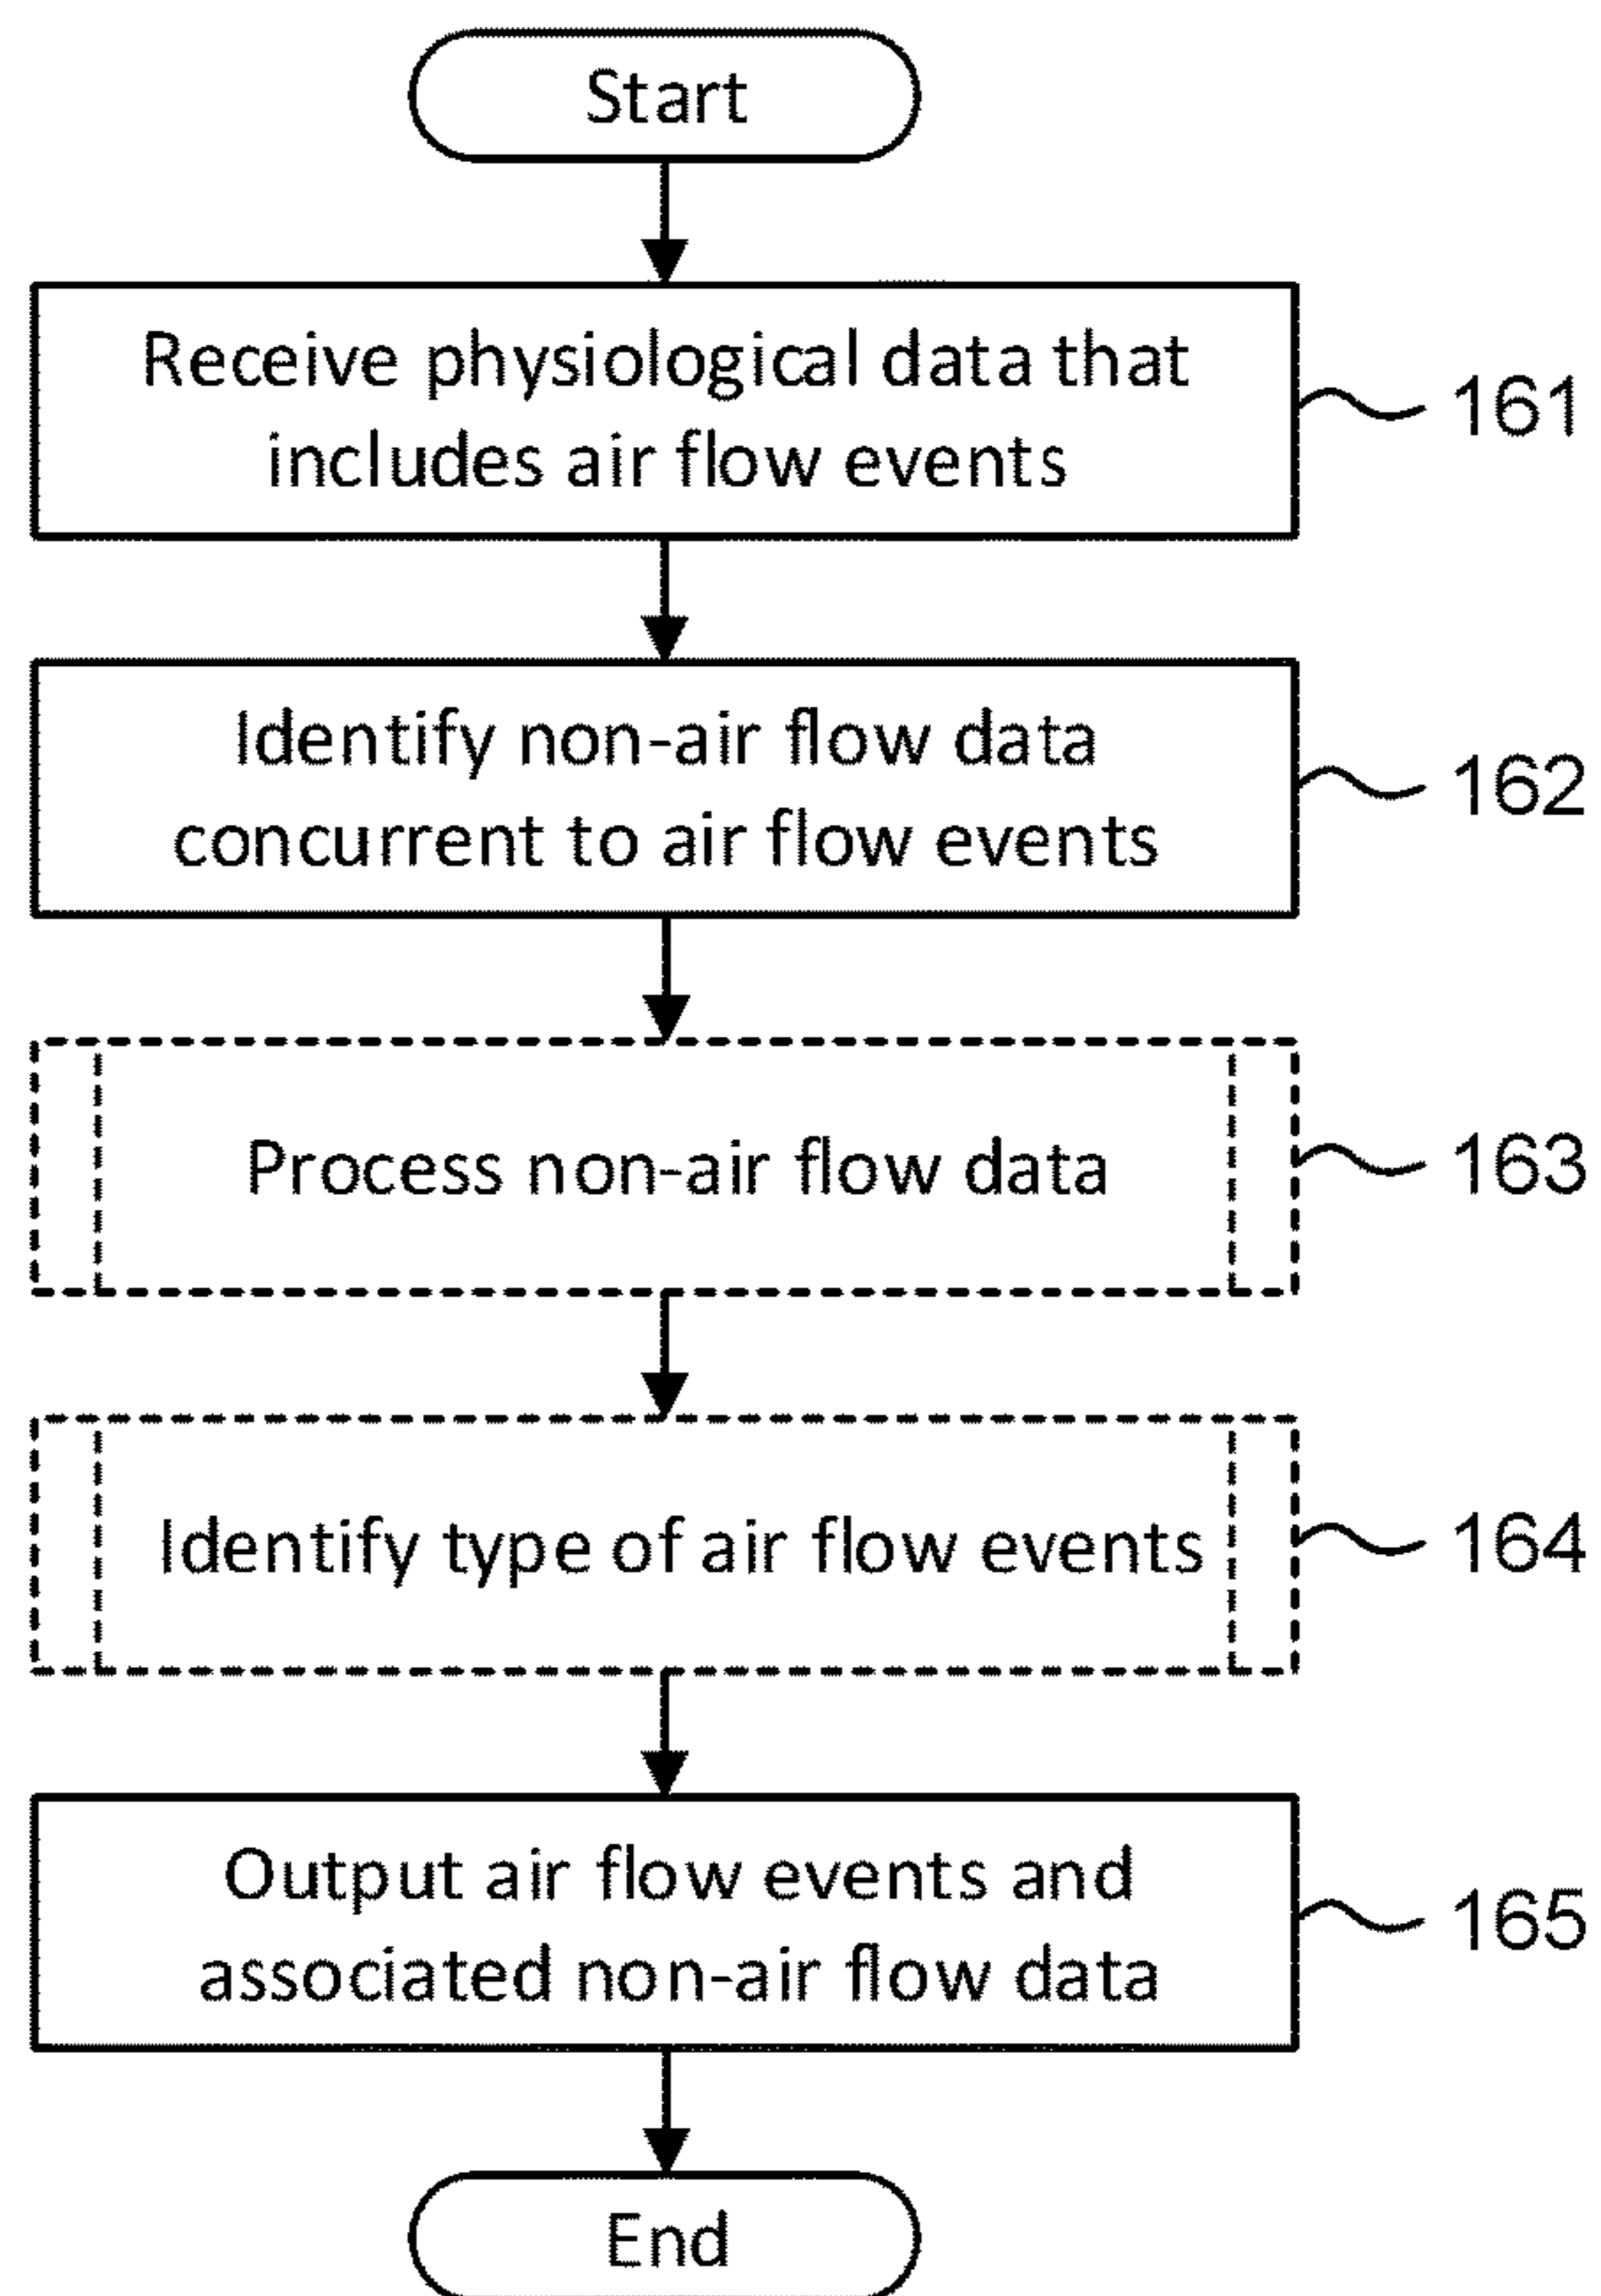 Start
Receive physiological data that
includes air flow events
161
Identify non-air flow data
concurrent to air flow events
162
Process non-air flow data
163
Identify type of air flow events
164
Output air flow events and
associated non-air flow data
165
End